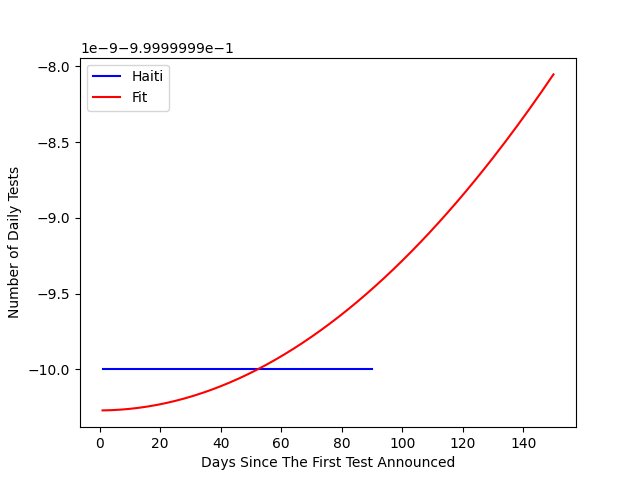 1e−9−9.9999999e−1
−8.0
−8.5
−9.0
−9.5
−10.0
Number of Daily Tests
Haiti
Fit
0 20 40 60 80 100 120 140
Days Since The First Test Announced